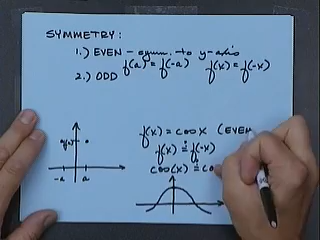 SYMMETRY:
1.) EVEN - symm. to y-axis
f(a) = f(-a) f(x) = f(-x)
2.) ODD
f(x) = cos x (EVEN
f(x) ≟ f(-x)
cos(x) ≟ co
-a a